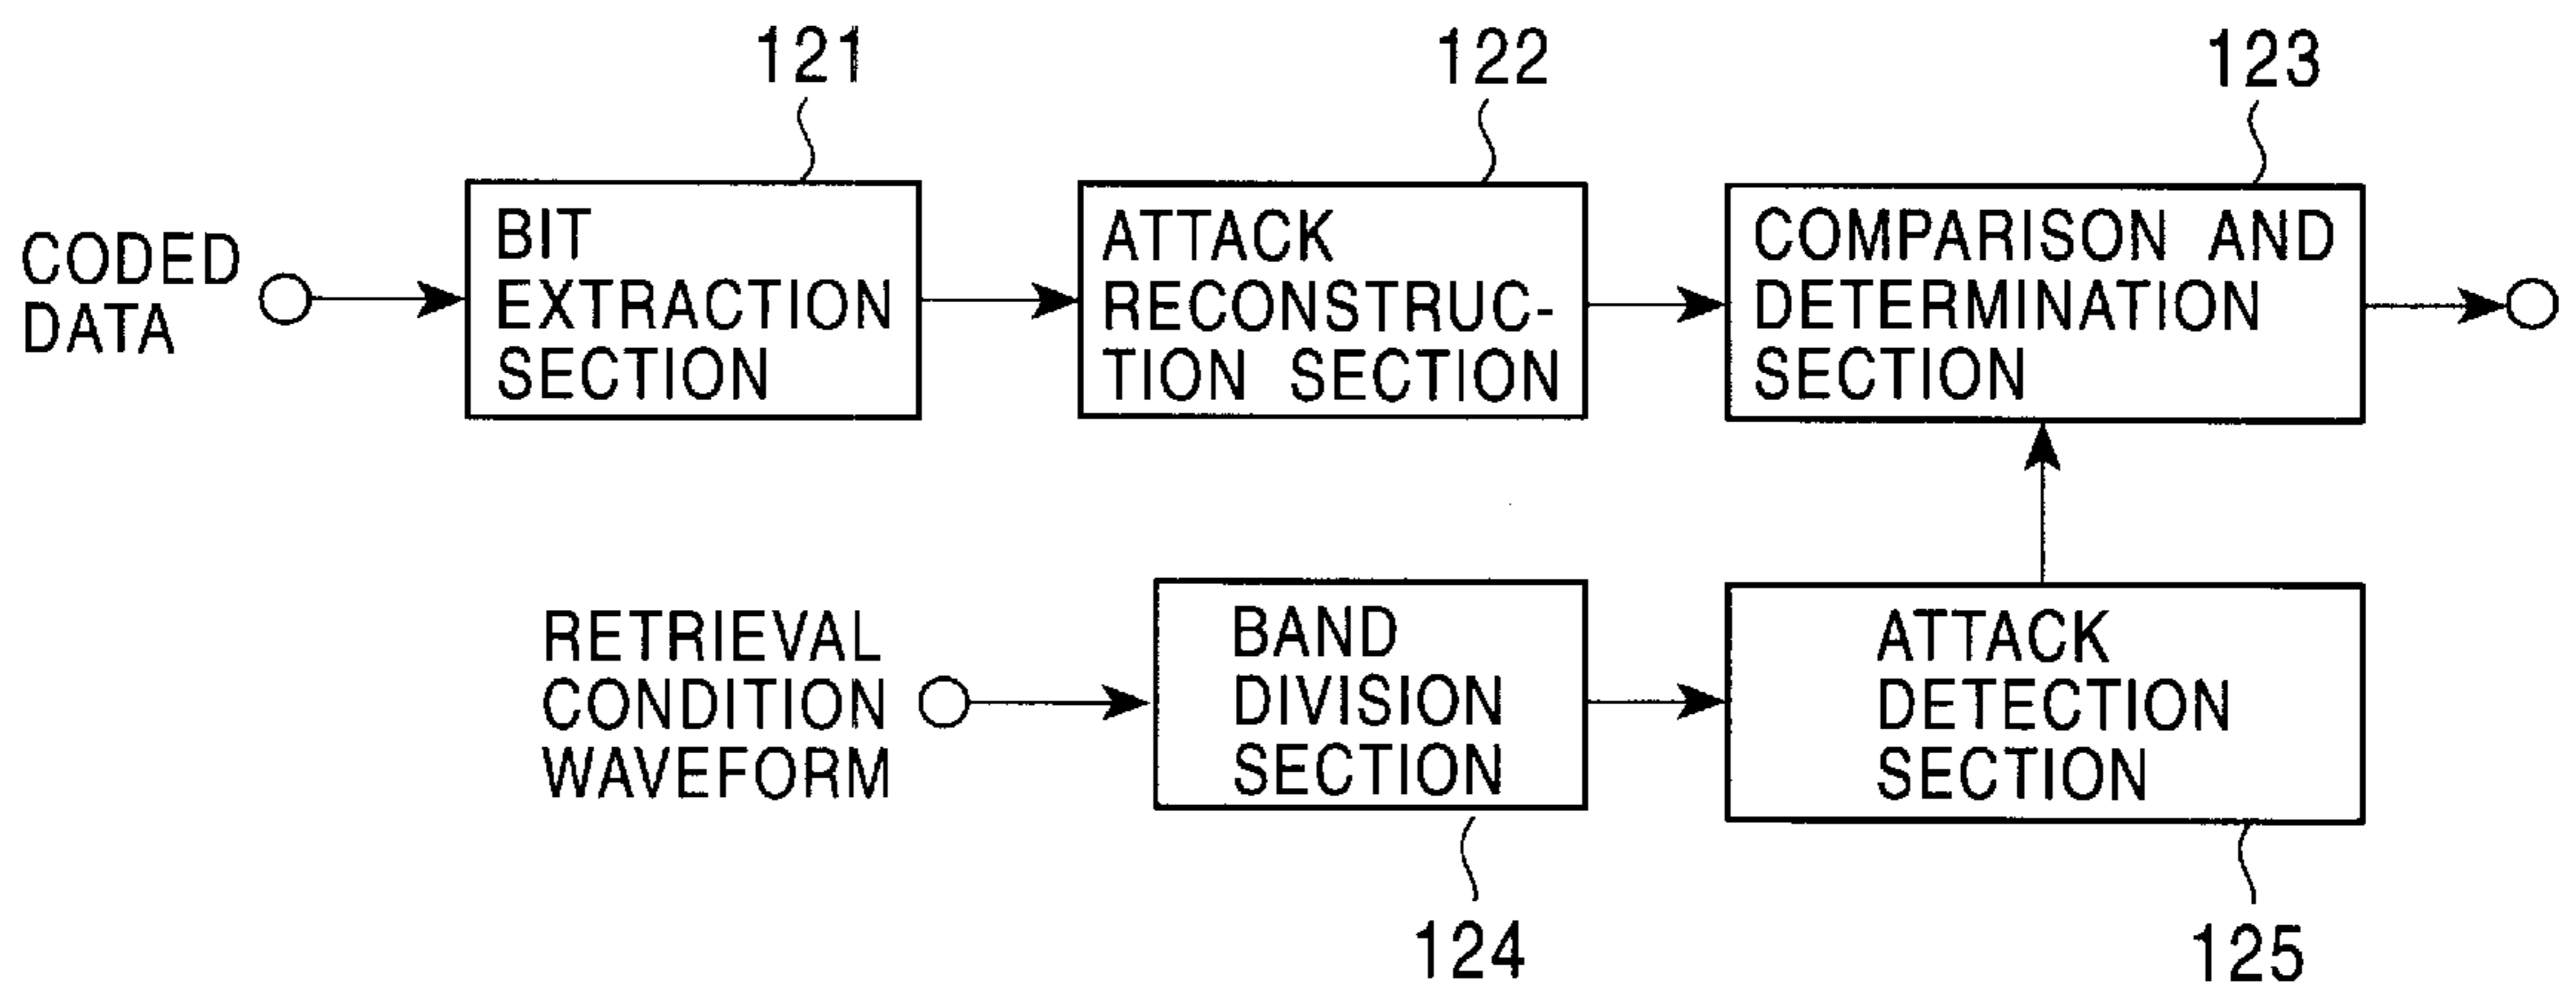 121
122
123
CODED
DATA
BIT
EXTRACTION
SECTION
ATTACK
RECONSTRUC-
TION SECTION
COMPARISON AND
DETERMINATION
SECTION
RETRIEVAL
CONDITION
WAVEFORM
BAND
DIVISION
SECTION
ATTACK
DETECTION
SECTION
124
125